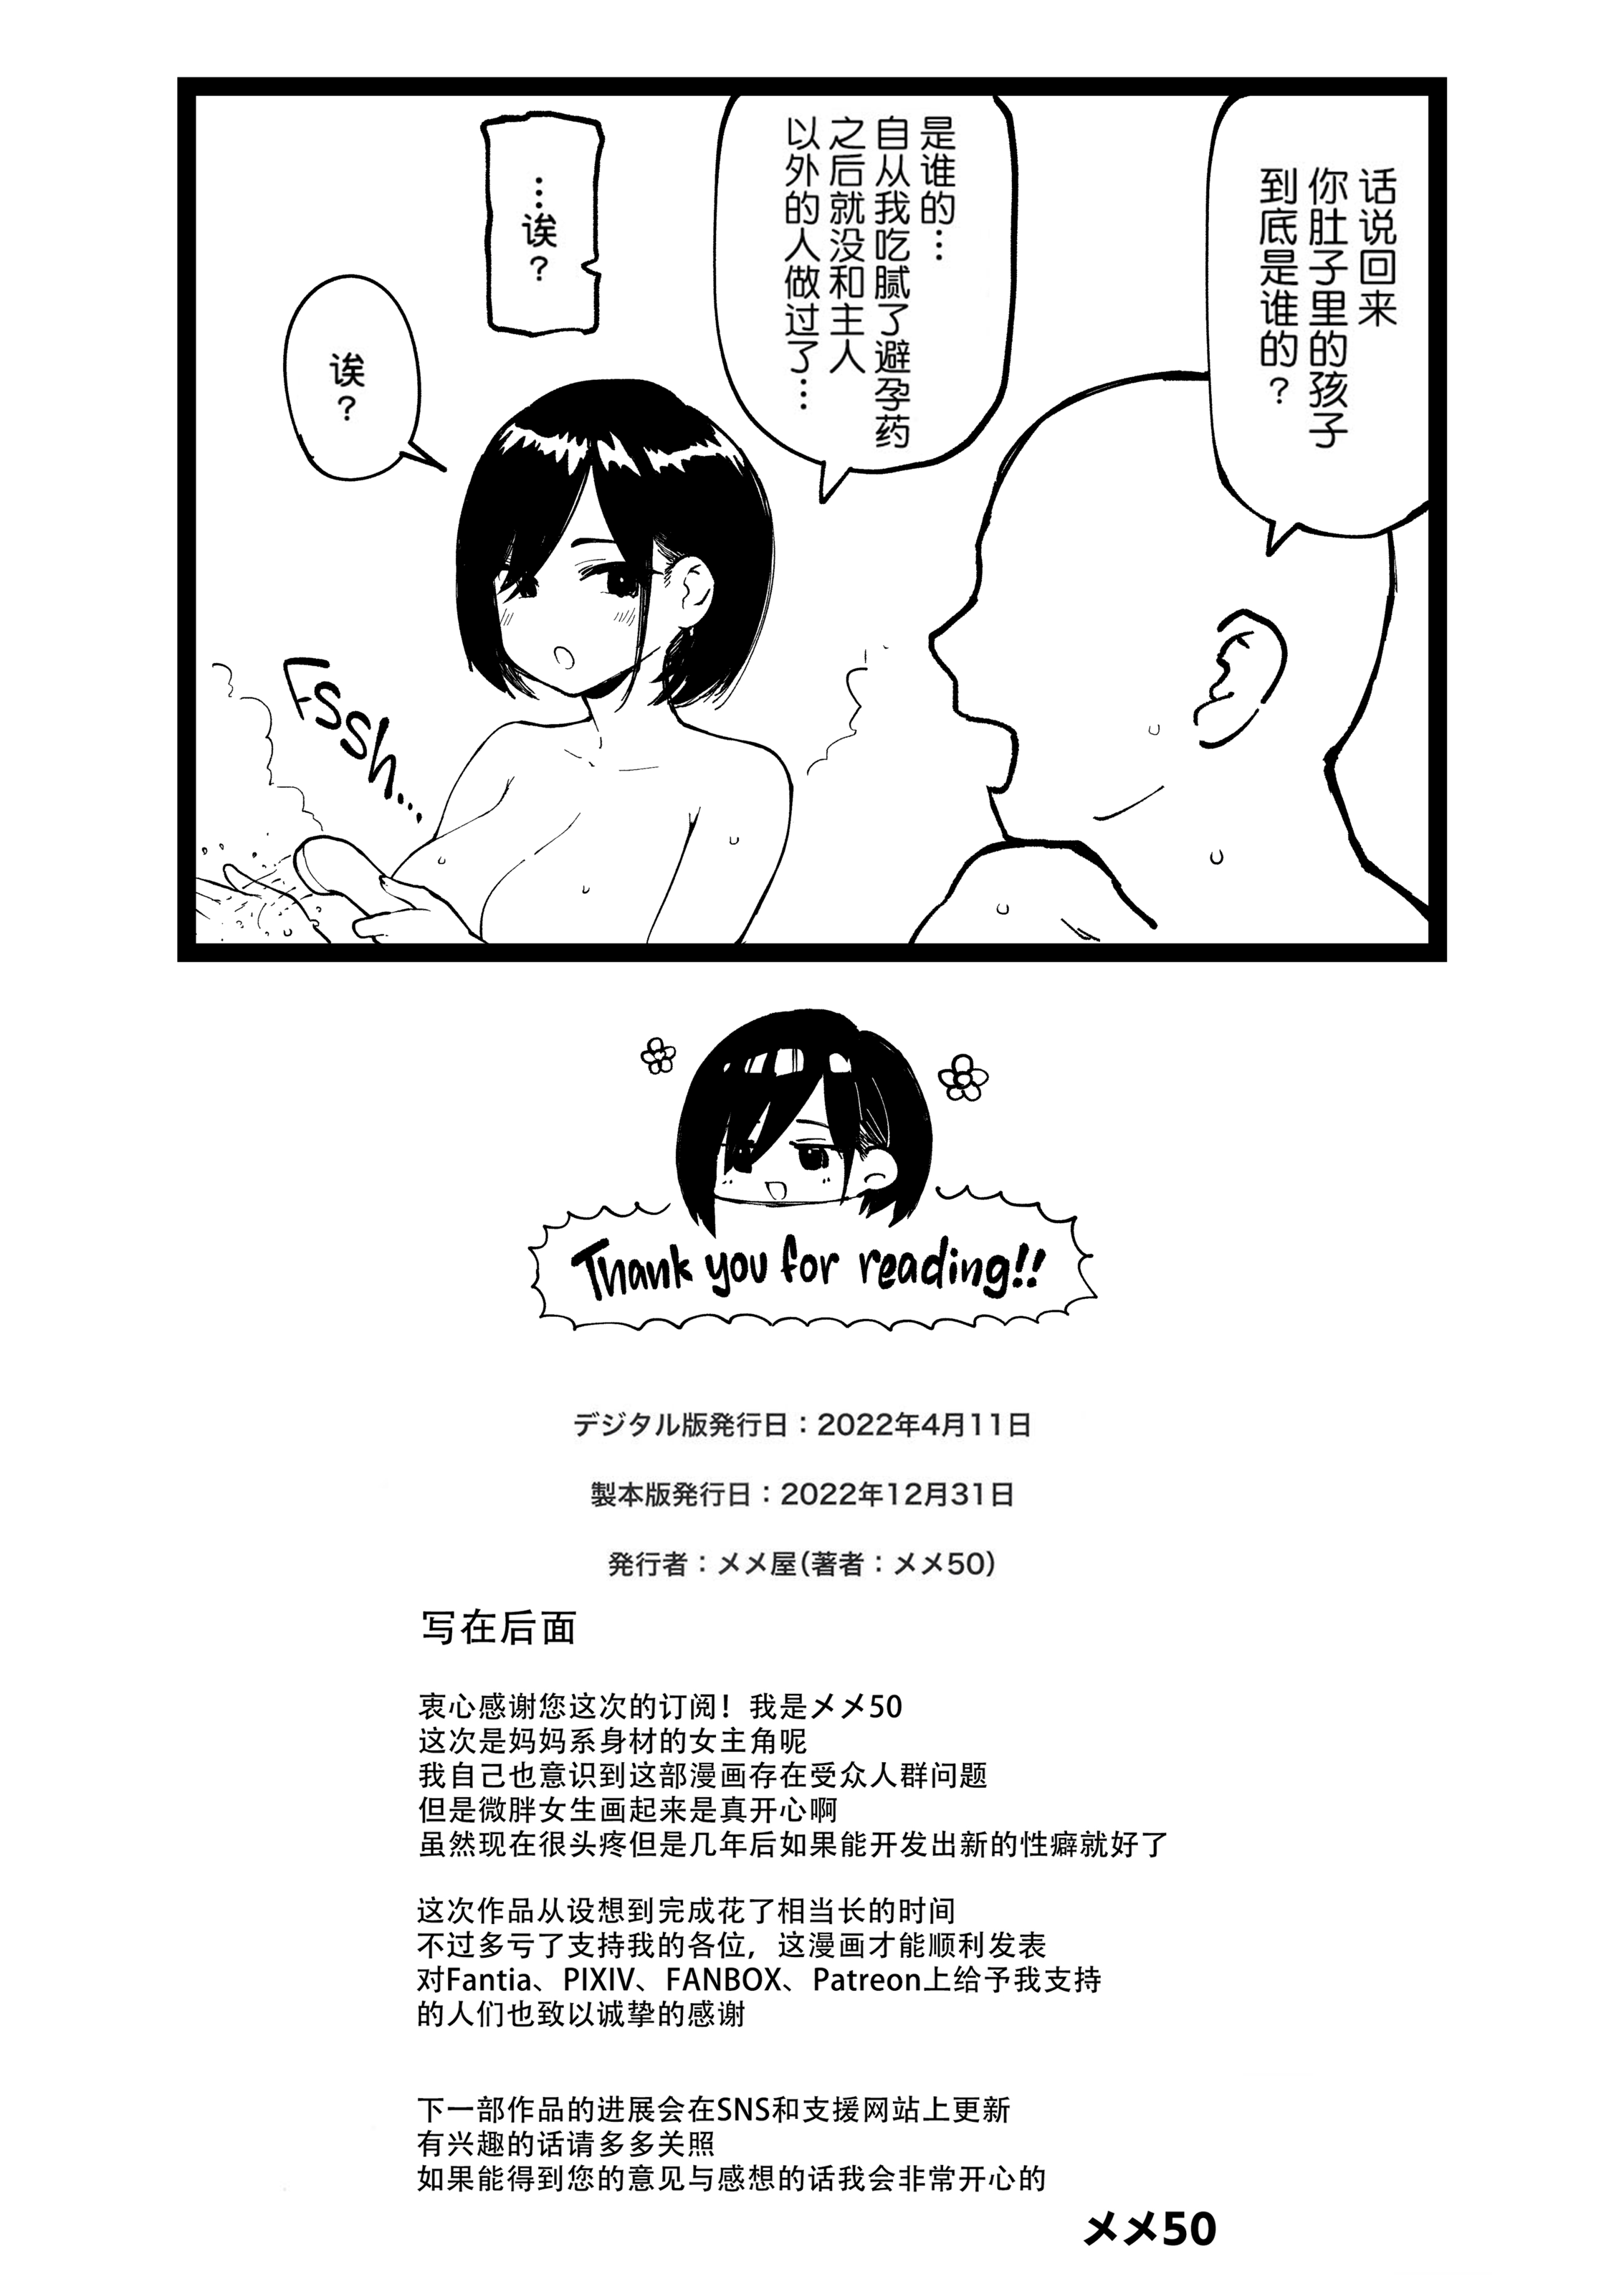 话说回来
你肚子里的孩子
到底是谁的？
是谁的…
自从我吃腻了避孕药
之后就没和主人
以外的人做过了…
…诶？
诶？
Fssh...
Thank you for reading!!
デジタル版発行日：2022年4月11日
製本版発行日：2022年12月31日
発行者：メメ屋（著者：メメ50）
写在后面
衷心感谢您这次的订阅！我是メメ50
这次是妈妈系身材的女主角呢
我自己也意识到这部漫画存在受众人群问题
但是微胖女生画起来是真开心啊
虽然现在很头疼但是几年后如果能开发出新的性癖就好了
这次作品从设想到完成花了相当长的时间
不过多亏了支持我的各位，这漫画才能顺利发表
对Fantia、PIXIV、FANBOX、Patreon上给予我支持
的人们也致以诚挚的感谢
下一部作品的进展会在SNS和支援网站上更新
有兴趣的话请多多关照
如果能得到您的意见与感想的话我会非常开心的
メメ50